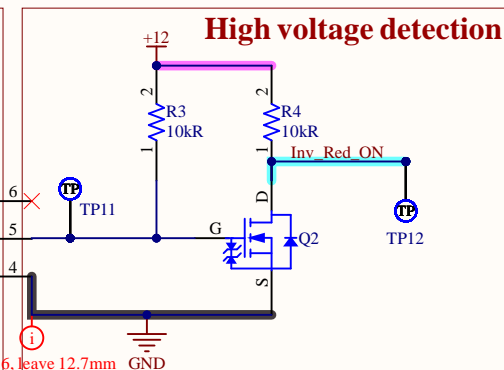 High voltage detection
+12
2
R3
10kR
1
2
R4
10kR
1
Inv_Red_ON
TP
TP11
TP
TP12
6
5
4
G
D
S
Q2
i
6, leave 12.7mm
GND